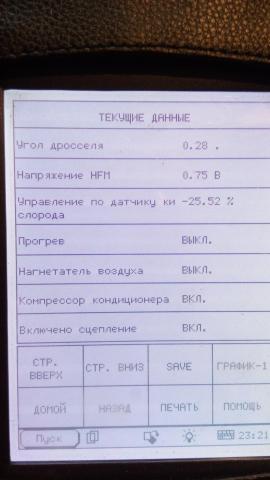 ТЕКУЩИЕ ДАННЫЕ
Угол дросселя 0.28 .
Напряжение HFM 0.75 В
Управление по датчику ки -25.52 %
слорода
Прогрев ВЫКЛ.
Нагнетатель воздуха ВЫКЛ.
Компрессор кондиционера ВКЛ.
Включено сцепление ВКЛ.
СТР. ВВЕРХ СТР. ВНИЗ SAVE ГРАФИК-1
ДОМОЙ НАЗАД ПЕЧАТЬ ПОМОЩЬ
Пуск 23:21